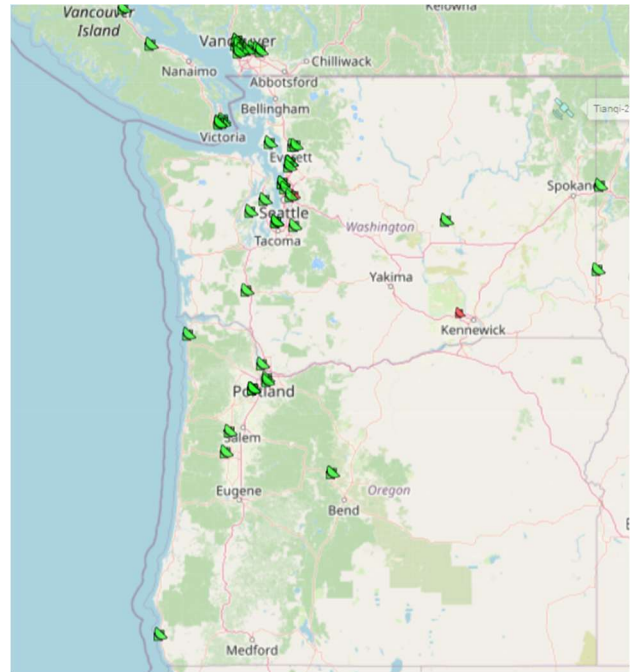 Kelowna
Vancouver
Island
Vancouver
Chilliwack
Nanaimo
Abbotsford
Bellingham
Tianqi-2
Victoria
Everett
Spokane
Seattle
Washington
Tacoma
Yakima
Kennewick
Portland
Salem
Eugene
Oregon
Bend
Medford